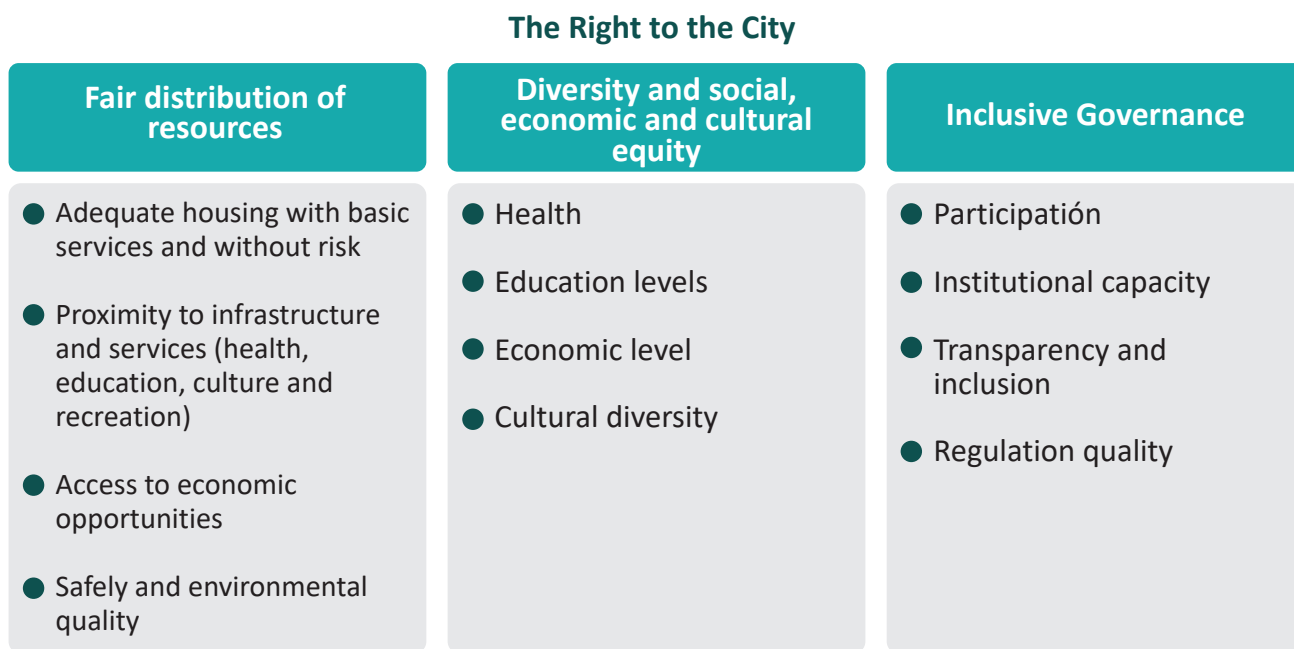 The Right to the City
Fair distribution of
resources
● Adequate housing with basic
services and without risk
● Proximity to infrastructure
and services (health,
education, culture and
recreation)
● Access to economic
opportunities
● Safely and environmental
quality
Diversity and social,
economic and cultural
equity
● Health
● Education levels
● Economic level
● Cultural diversity
Inclusive Governance
● Participatión
● Institutional capacity
● Transparency and
inclusion
● Regulation quality